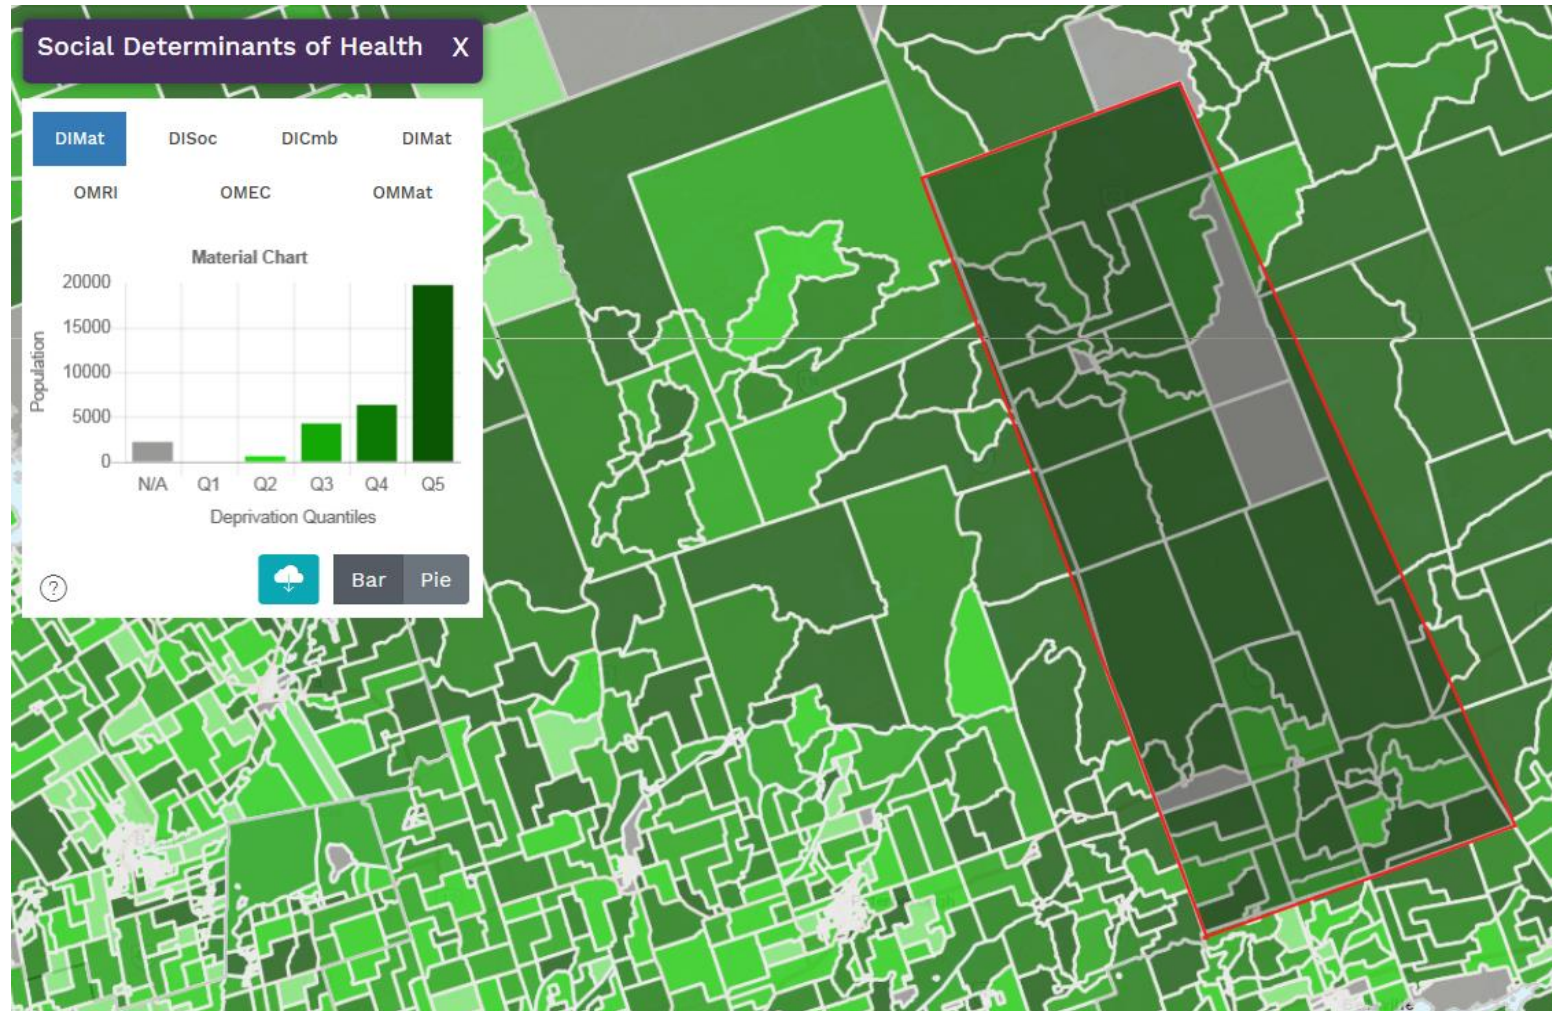 Social Determinants of Health X
DIMat DISoc DICmb DIMat
OMRI OMEC OMMat
Material Chart
20000
15000
10000
5000
0
Population
N/A Q1 Q2 Q3 Q4 Q5
Deprivation Quantiles
? Bar Pie